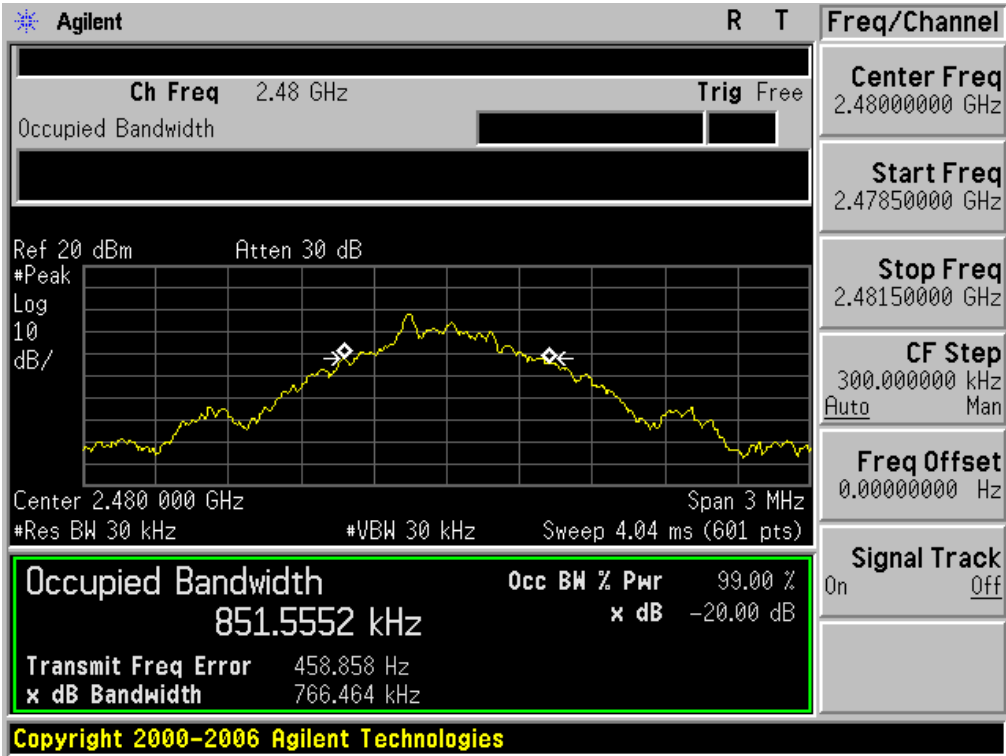 Agilent R T
Freq/Channel
Ch Freq 2.48 GHz Trig Free
Occupied Bandwidth
Ref 20 dBm Atten 30 dB
#Peak
Log
10
dB/
Center 2.480 000 GHz Span 3 MHz
#Res BW 30 kHz #VBW 30 kHz Sweep 4.04 ms (601 pts)
Occupied Bandwidth Occ BW % Pwr 99.00 %
851.5552 kHz x dB -20.00 dB
Transmit Freq Error 458.858 Hz
x dB Bandwidth 766.464 kHz
Center Freq
2.48000000 GHz
Start Freq
2.47850000 GHz
Stop Freq
2.48150000 GHz
CF Step
300.000000 kHz
Auto Man
Freq Offset
0.00000000 Hz
Signal Track
On Off
Copyright 2000-2006 Agilent Technologies